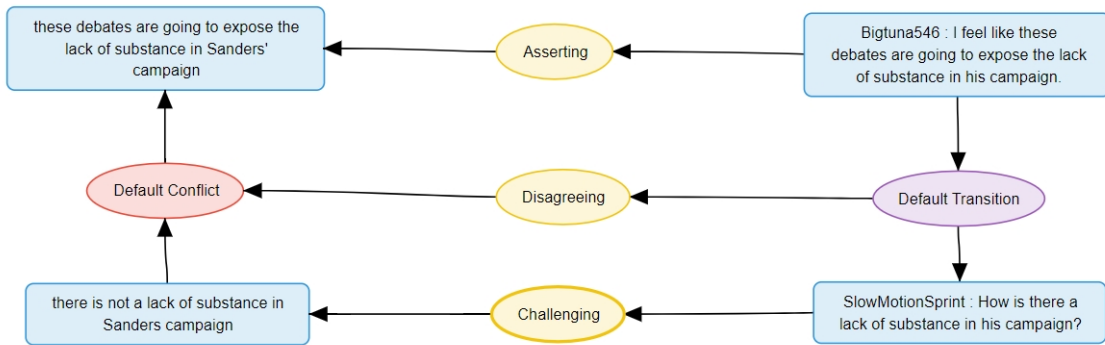 these debates are going to expose the
lack of substance in Sanders'
campaign
Asserting
Bigtuna546 : I feel like these
debates are going to expose the lack
of substance in his campaign.
Default Conflict
Disagreeing
Default Transition
there is not a lack of substance in
Sanders campaign
Challenging
SlowMotionSprint : How is there a
lack of substance in his campaign?